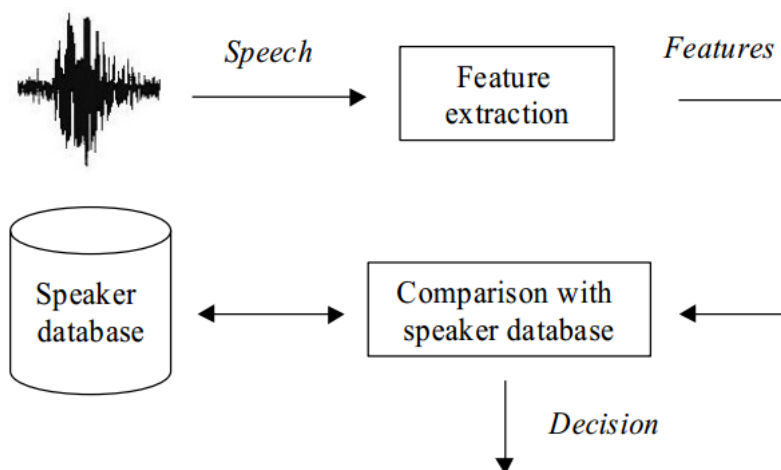 Speech
Feature
extraction
Features
Speaker
database
Comparison with
speaker database
Decision